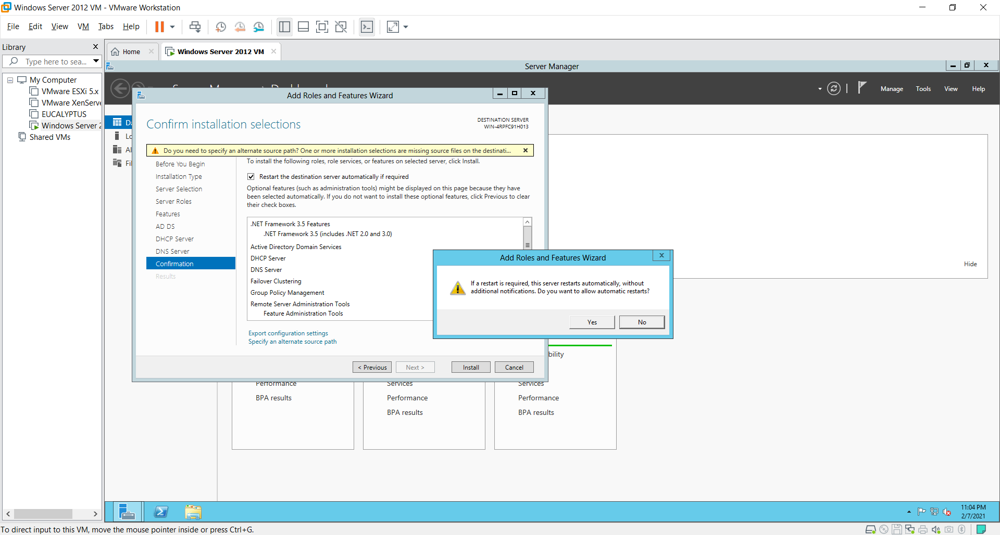 Windows Server 2012 VM - VMware Workstation
File Edit View VM Tabs Help
Library
Home
Windows Server 2012 VM
Type here to sea...
Server Manager
My Computer
VMware ESXi 5.x
VMware XenServe
EUCALYPTUS
Windows Server 2
Shared VMs
Manage Tools View Help
Add Roles and Features Wizard
Confirm installation selections
DESTINATION SERVER
WIN-4RPFC91H013
Do you need to specify an alternate source path? One or more installation selections are missing source files on the destinati...
Before You Begin
Installation Type
Server Selection
Server Roles
Features
AD DS
DHCP Server
DNS Server
Confirmation
Results
To install the following roles, role services, or features on selected server, click Install.
Restart the destination server automatically if required
Optional features (such as administration tools) might be displayed on this page because they have
been selected automatically. If you do not want to install these optional features, click Previous to clear
their check boxes.
.NET Framework 3.5 Features
.NET Framework 3.5 (includes .NET 2.0 and 3.0)
Active Directory Domain Services
DHCP Server
DNS Server
Failover Clustering
Group Policy Management
Remote Server Administration Tools
Feature Administration Tools
Export configuration settings
Specify an alternate source path
< Previous
Next >
Install
Cancel
Add Roles and Features Wizard
If a restart is required, this server restarts automatically, without
additional notifications. Do you want to allow automatic restarts?
Yes
No
Hide
bility
Performance
BPA results
Services
Performance
BPA results
Services
Performance
BPA results
11:04 PM
2/7/2021
To direct input to this VM, move the mouse pointer inside or press Ctrl+G.